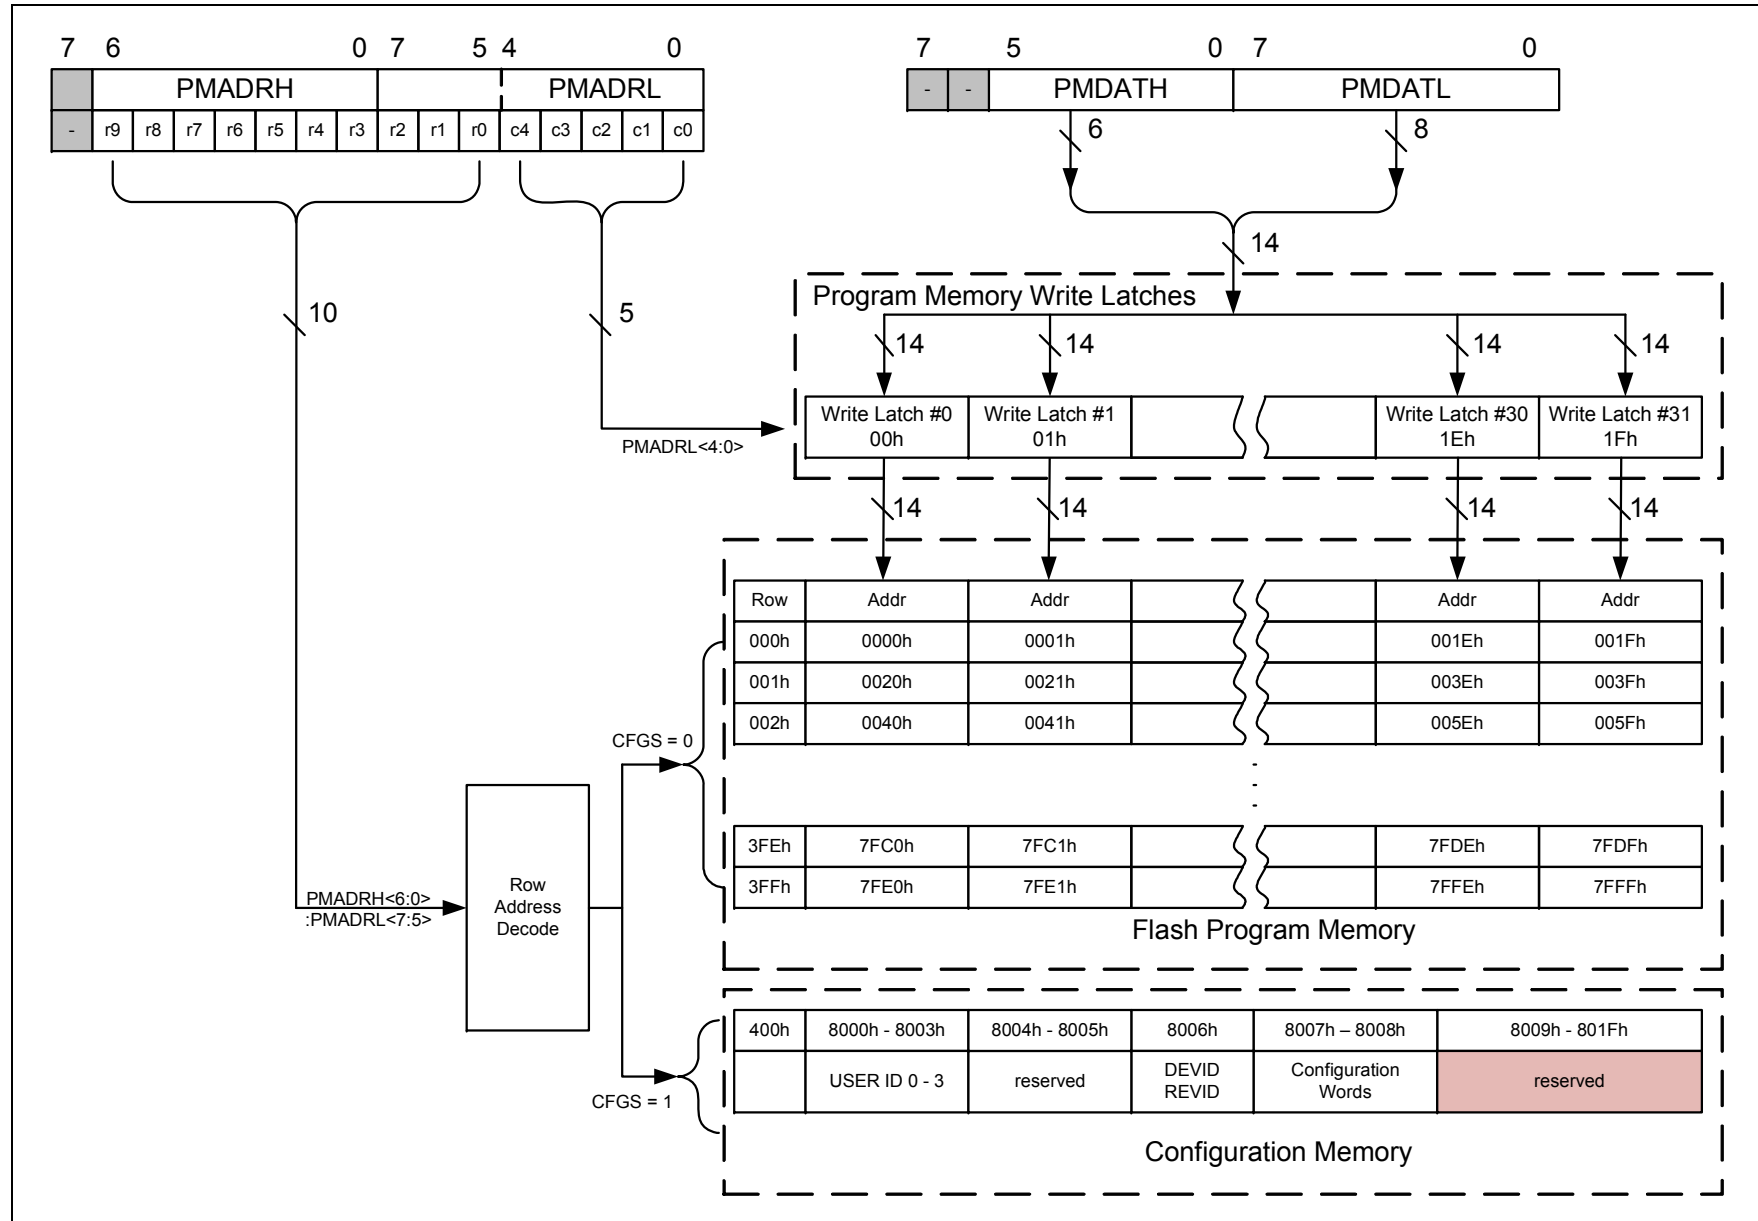 7 6 0 7 5 4 0
PMADRH PMADRL
- r9 r8 r7 r6 r5 r4 r3 r2 r1 r0 c4 c3 c2 c1 c0
7 5 0 7 0
- - PMDATH PMDATL
6 8
14
10
5
PMADRL<4:0>
Program Memory Write Latches
14 14 14 14
Write Latch #0 Write Latch #1 Write Latch #30 Write Latch #31
00h 01h 1Eh 1Fh
14 14 14 14
Row Addr Addr Addr Addr
000h 0000h 0001h 001Eh 001Fh
001h 0020h 0021h 003Eh 003Fh
002h 0040h 0041h 005Eh 005Fh
CFGS = 0
3FEh 7FC0h 7FC1h 7FDEh 7FDFh
3FFh 7FE0h 7FE1h 7FFEh 7FFFh
Flash Program Memory
PMADRH<6:0>
:PMADRL<7:5>
Row
Address
Decode
400h 8000h - 8003h 8004h - 8005h 8006h 8007h – 8008h 8009h - 801Fh
USER ID 0 - 3 reserved DEVID Configuration reserved
REVID Words
CFGS = 1
Configuration Memory